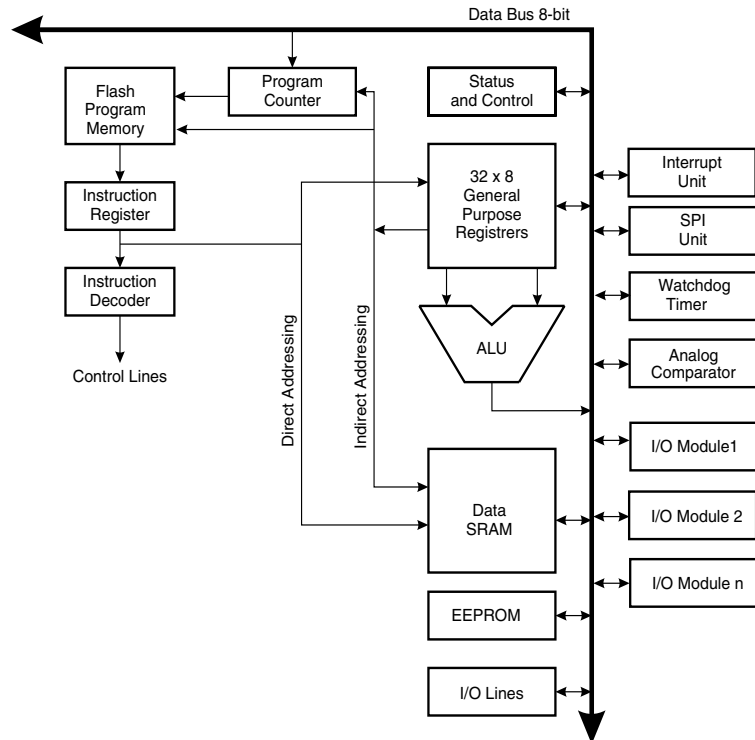 Data Bus 8-bit
Flash
Program
Memory
Program
Counter
Status
and Control
Instruction
Register
32 x 8
General
Purpose
Registrers
Interrupt
Unit
SPI
Unit
Instruction
Decoder
Watchdog
Timer
ALU
Analog
Comparator
Control Lines
Direct Addressing
Indirect Addressing
I/O Module1
Data
SRAM
I/O Module 2
I/O Module n
EEPROM
I/O Lines